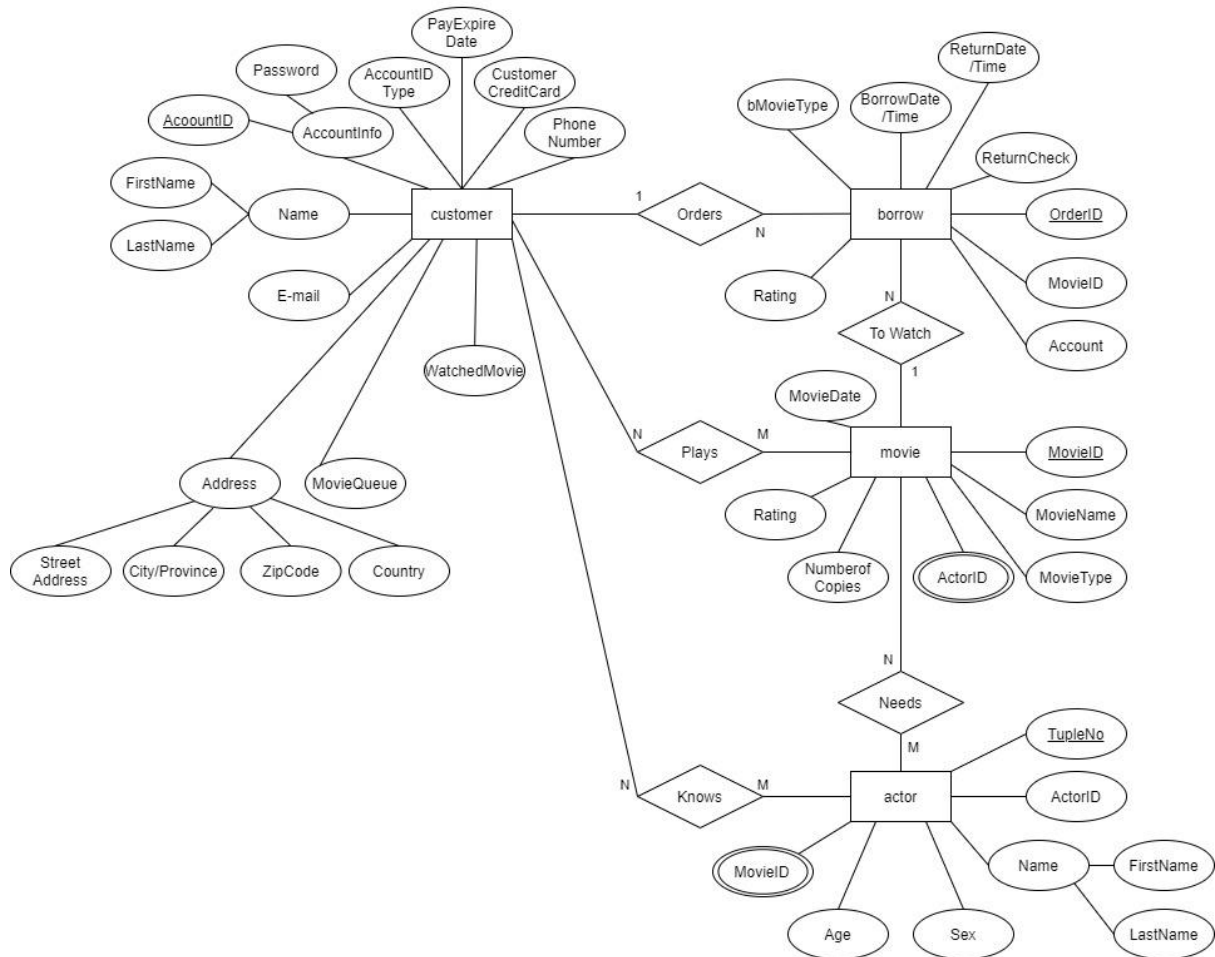 PayExpire
Date
Password
AccountID
Type
Customer
CreditCard
AcoountID
AccountInfo
Phone
Number
FirstName
Name
LastName
customer
E-mail
WatchedMovie
Address
MovieQueue
Street
Address
City/Province
ZipCode
Country
1
Orders
N
ReturnDate
/Time
bMovieType
BorrowDate
/Time
ReturnCheck
borrow
OrderID
Rating
MovieID
Account
N
To Watch
1
MovieDate
N
Plays
M
movie
MovieID
Rating
MovieName
Numberof
Copies
ActorID
MovieType
N
Needs
M
TupleNo
N
Knows
M
actor
ActorID
MovieID
Name
FirstName
Age
Sex
LastName